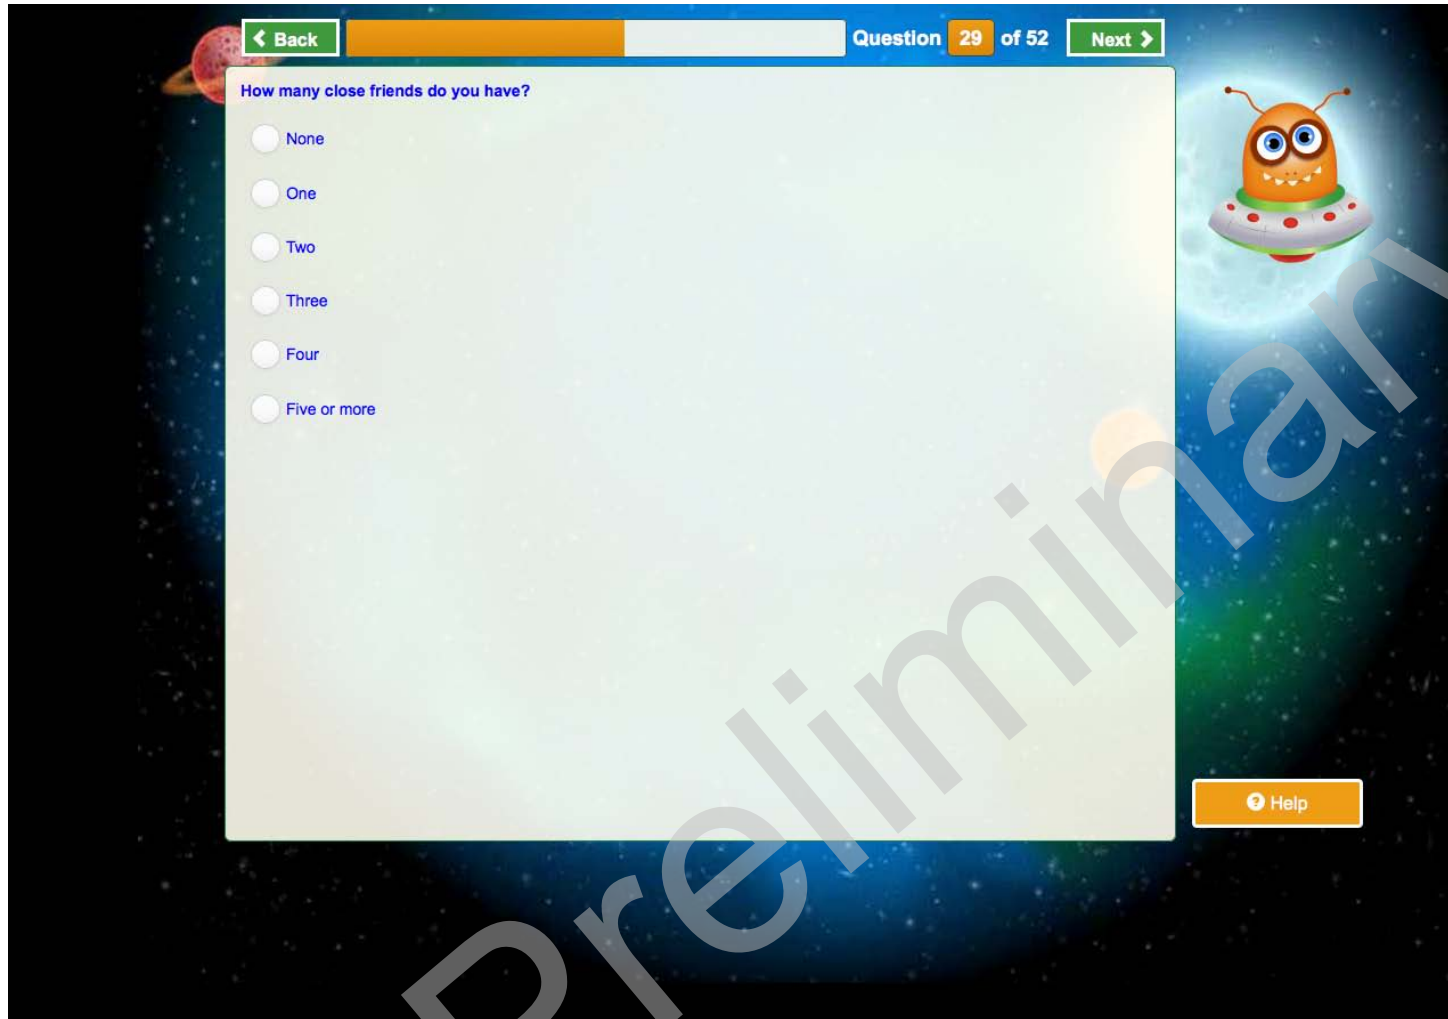 Back
Question 29 of 52
Next
How many close friends do you have?
None
One
Two
Three
Four
Five or more
Help
Preliminary